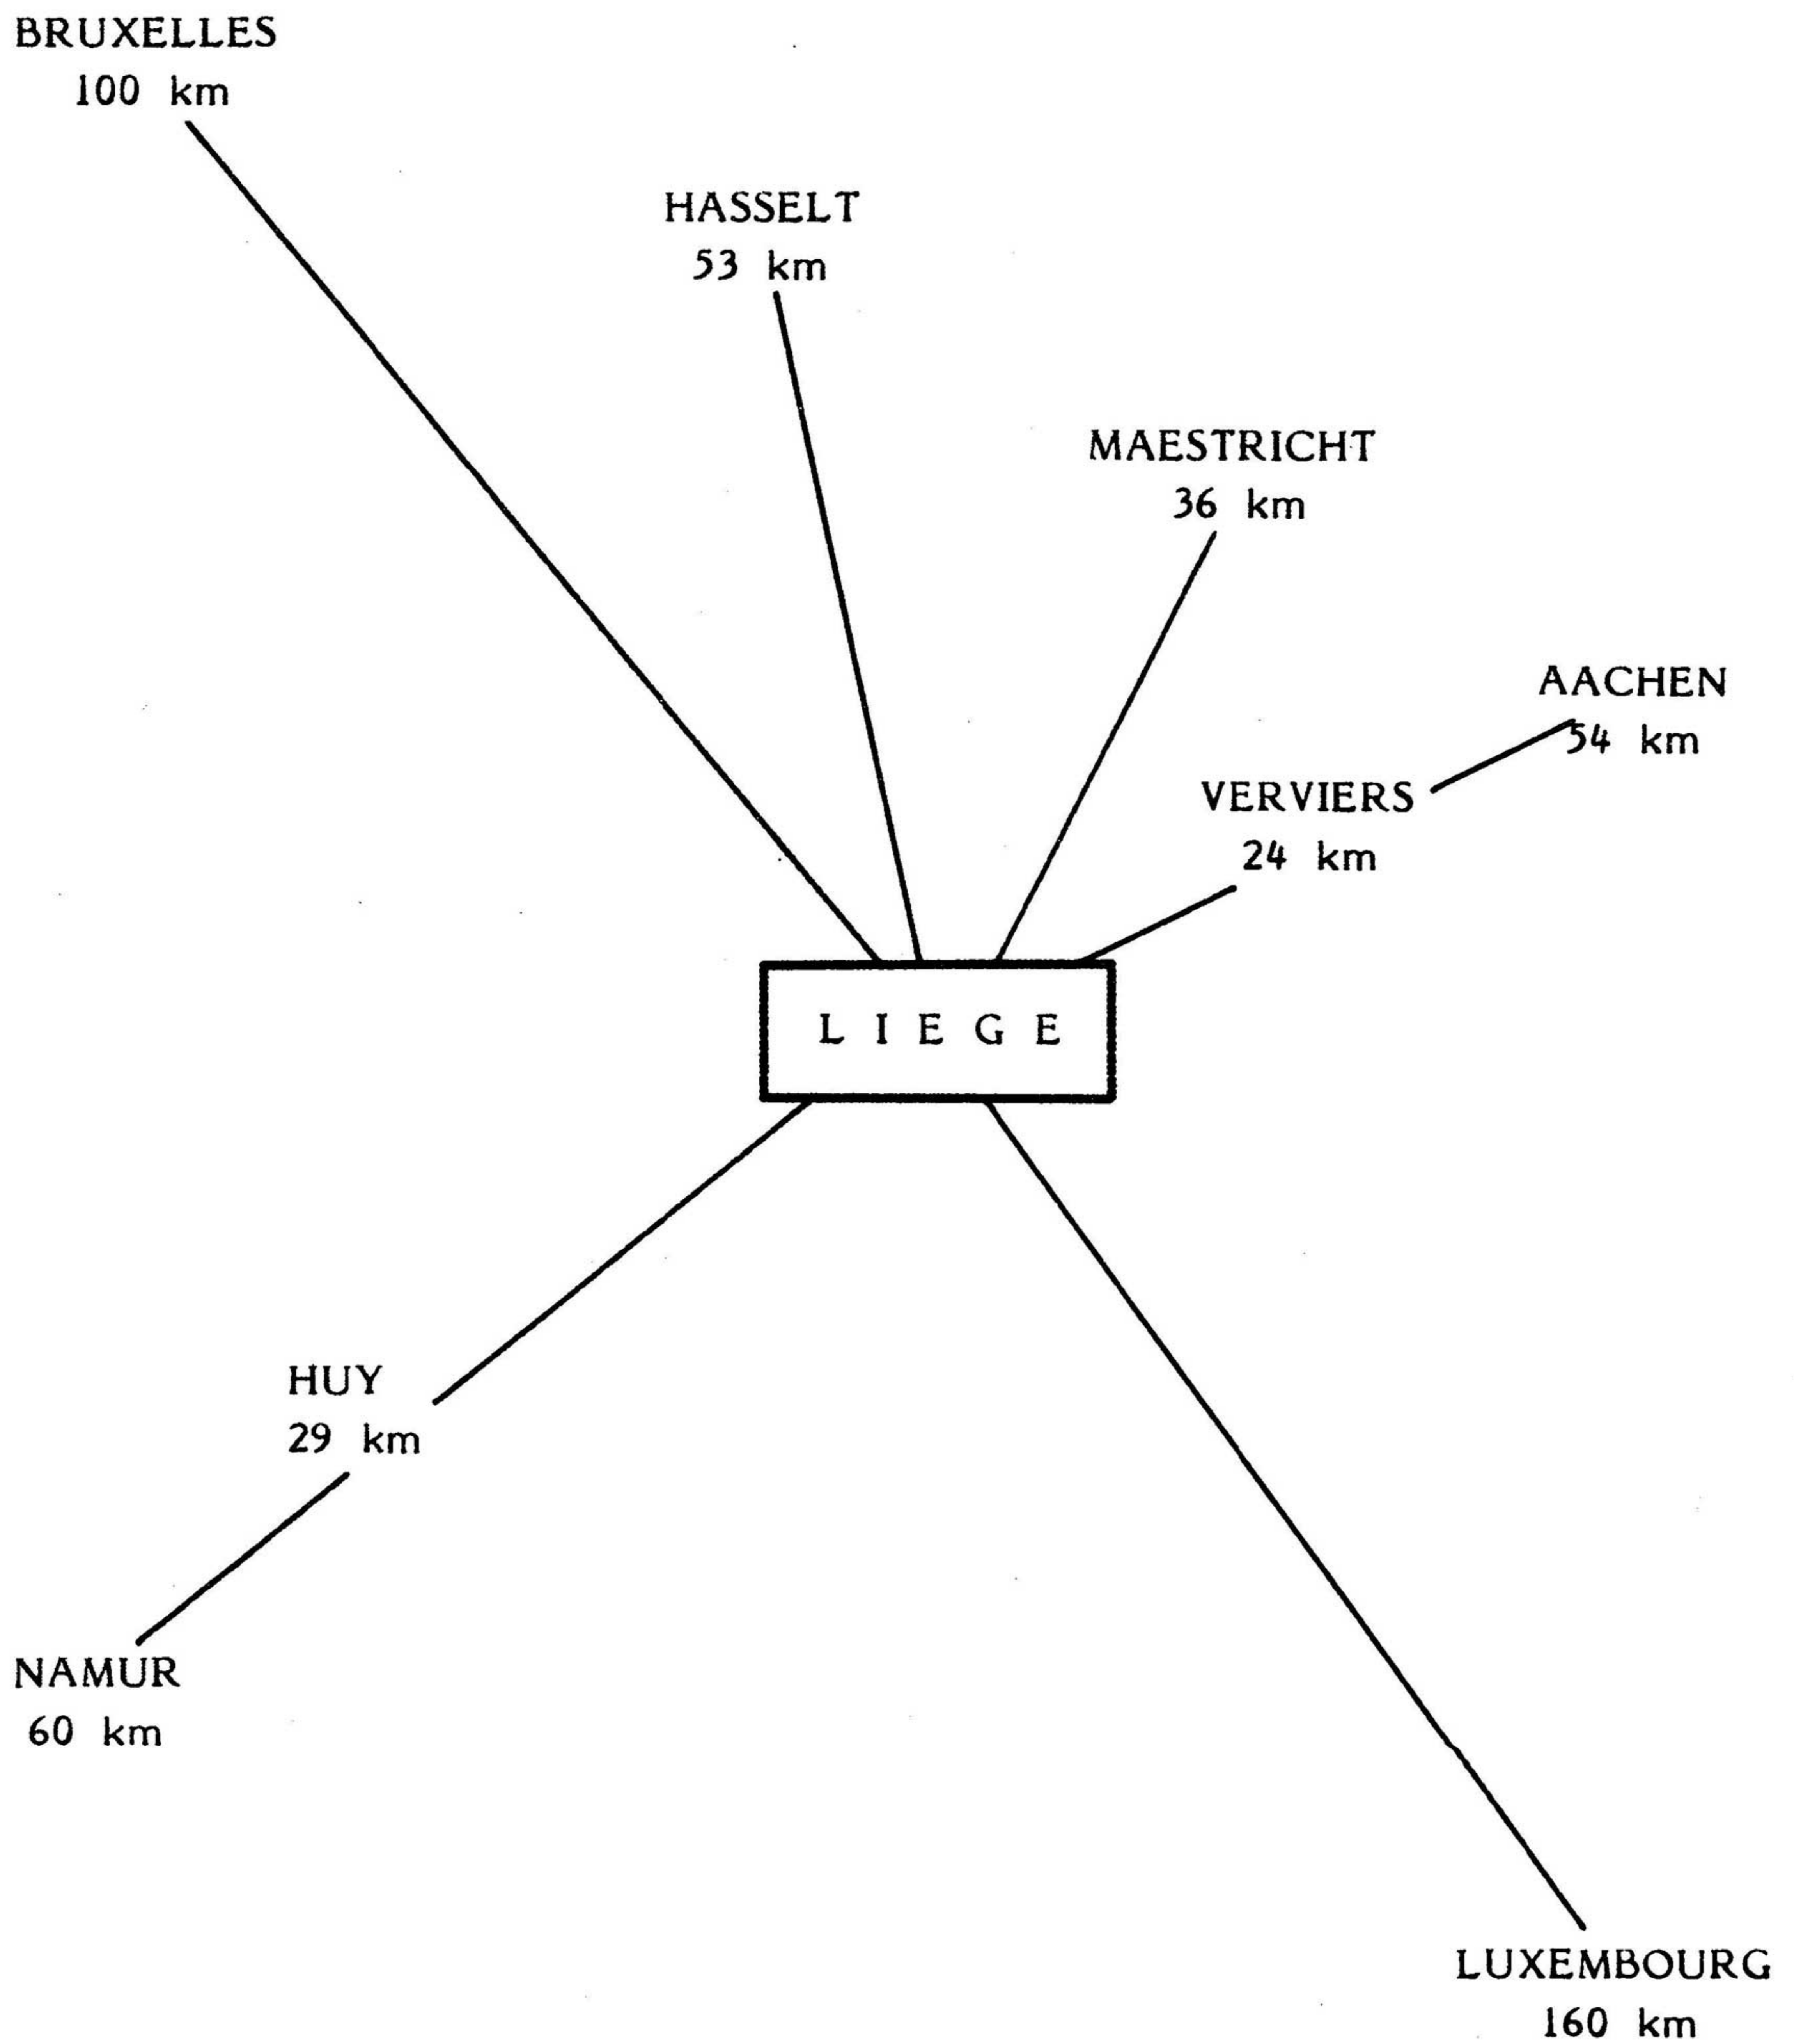 BRUXELLES
100 km
HASSELT
53 km
MAESTRICHT
36 km
AACHEN
54 km
VERVIERS
24 km
L I E G E
HUY
29 km
NAMUR
60 km
LUXEMBOURG
160 km